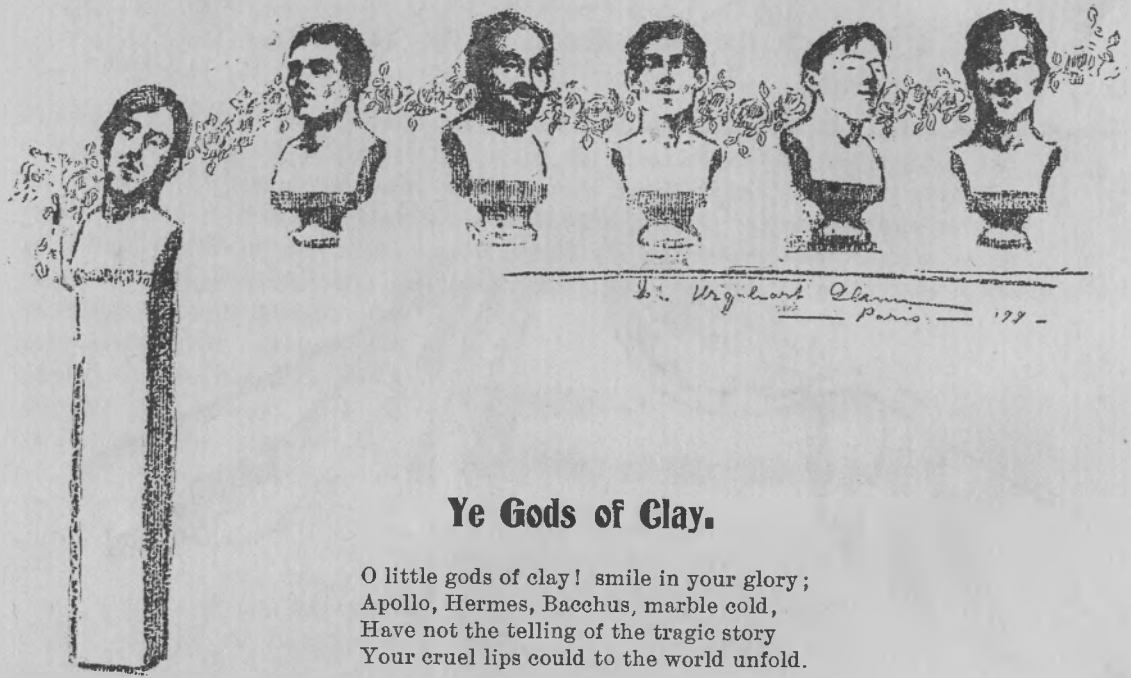 Urquhart
Paris
Ye Gods of Clay.
O little gods of clay! smile in your glory;
Apollo, Hermes, Bacchus, marble cold,
Have not the telling of the tragic story
Your cruel lips could to the world unfold.